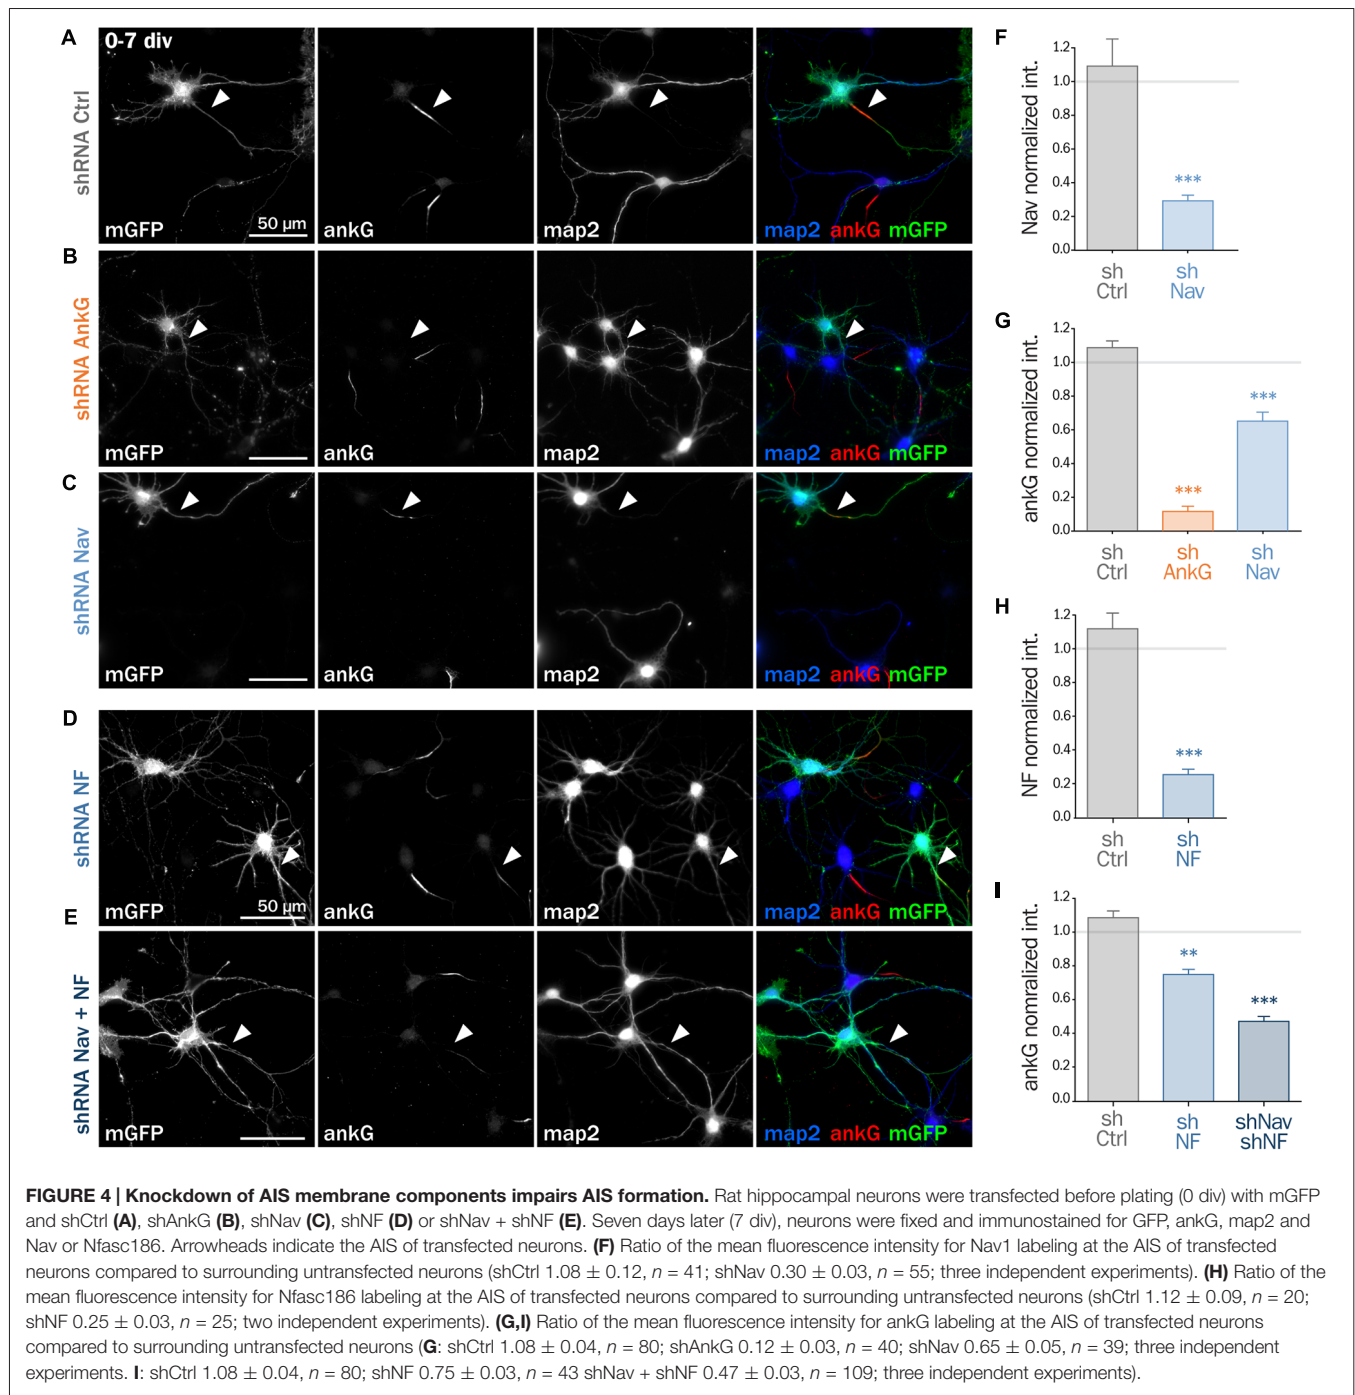 A
0-7 div
shRNA Ctrl
mGFP
50 µm
ankG
map2
map2 ankG mGFP
B
shRNA AnkG
mGFP
ankG
map2
map2 ankG mGFP
C
shRNA Nav
mGFP
ankG
map2
map2 ankG mGFP
D
shRNA NF
mGFP
50 µm
ankG
map2
map2 ankG mGFP
E
shRNA Nav + NF
mGFP
ankG
map2
map2 ankG mGFP
F
Nav normalized int.
1.2
1.0
0.8
0.6
0.4
0.2
0.0
***
sh Ctrl
sh Nav
G
ankG normalized int.
1.2
1.0
0.8
0.6
0.4
0.2
0.0
***
***
sh Ctrl
sh AnkG
sh Nav
H
NF normalized int.
1.2
1.0
0.8
0.6
0.4
0.2
0.0
***
sh Ctrl
sh NF
I
ankG nomralized int.
1.2
1.0
0.8
0.6
0.4
0.2
0.0
**
***
sh Ctrl
sh NF
shNav shNF
FIGURE 4 | Knockdown of AIS membrane components impairs AIS formation. Rat hippocampal neurons were transfected before plating (0 div) with mGFP
and shCtrl (A), shAnkG (B), shNav (C), shNF (D) or shNav + shNF (E). Seven days later (7 div), neurons were fixed and immunostained for GFP, ankG, map2 and
Nav or Nfasc186. Arrowheads indicate the AIS of transfected neurons. (F) Ratio of the mean fluorescence intensity for Nav1 labeling at the AIS of transfected
neurons compared to surrounding untransfected neurons (shCtrl 1.08 ± 0.12, n = 41; shNav 0.30 ± 0.03, n = 55; three independent experiments). (H) Ratio of the
mean fluorescence intensity for Nfasc186 labeling at the AIS of transfected neurons compared to surrounding untransfected neurons (shCtrl 1.12 ± 0.09, n = 20;
shNF 0.25 ± 0.03, n = 25; two independent experiments). (G,I) Ratio of the mean fluorescence intensity for ankG labeling at the AIS of transfected neurons
compared to surrounding untransfected neurons (G: shCtrl 1.08 ± 0.04, n = 80; shAnkG 0.12 ± 0.03, n = 40; shNav 0.65 ± 0.05, n = 39; three independent
experiments. I: shCtrl 1.08 ± 0.04, n = 80; shNF 0.75 ± 0.03, n = 43 shNav + shNF 0.47 ± 0.03, n = 109; three independent experiments).